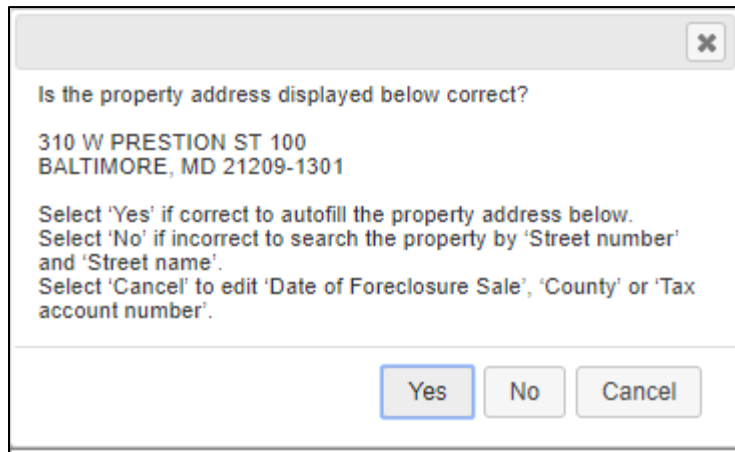 Is the property address displayed below correct?
310 W PRESTION ST 100
BALTIMORE, MD 21209-1301
Select ‘Yes’ if correct to autofill the property address below.
Select ‘No’ if incorrect to search the property by ‘Street number’
and ‘Street name’.
Select ‘Cancel’ to edit ‘Date of Foreclosure Sale’, ‘County’ or ‘Tax
account number’.
Yes No Cancel